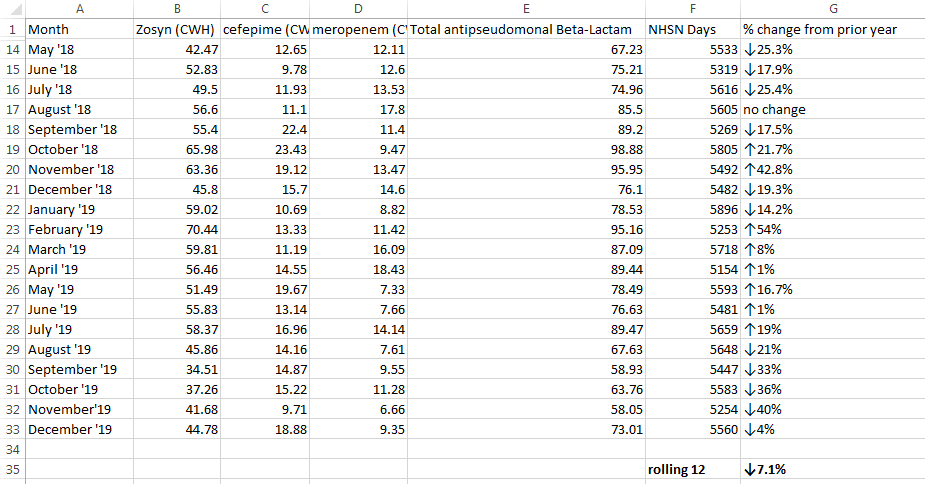 A B C D E F G
1 Month Zosyn (CWH) cefepime (CW meropenem (C Total antipseudomonal Beta-Lactam NHSN Days % change from prior year
14 May '18 42.47 12.65 12.11 67.23 5533 ↓25.3%
15 June '18 52.83 9.78 12.6 75.21 5319 ↓17.9%
16 July '18 49.5 11.93 13.53 74.96 5616 ↓25.4%
17 August '18 56.6 11.1 17.8 85.5 5605 no change
18 September '18 55.4 22.4 11.4 89.2 5269 ↓17.5%
19 October '18 65.98 23.43 9.47 98.88 5805 ↑21.7%
20 November '18 63.36 19.12 13.47 95.95 5492 ↑42.8%
21 December '18 45.8 15.7 14.6 76.1 5482 ↓19.3%
22 January '19 59.02 10.69 8.82 78.53 5896 ↓14.2%
23 February '19 70.44 13.33 11.42 95.16 5253 ↑54%
24 March '19 59.81 11.19 16.09 87.09 5718 ↑8%
25 April '19 56.46 14.55 18.43 89.44 5154 ↑1%
26 May '19 51.49 19.67 7.33 78.49 5593 ↑16.7%
27 June '19 55.83 13.14 7.66 76.63 5481 ↑1%
28 July '19 58.37 16.96 14.14 89.47 5659 ↑19%
29 August '19 45.86 14.16 7.61 67.63 5648 ↓21%
30 September '19 34.51 14.87 9.55 58.93 5447 ↓33%
31 October '19 37.26 15.22 11.28 63.76 5583 ↓36%
32 November'19 41.68 9.71 6.66 58.05 5254 ↓40%
33 December '19 44.78 18.88 9.35 73.01 5560 ↓4%
34
35 rolling 12 ↓7.1%